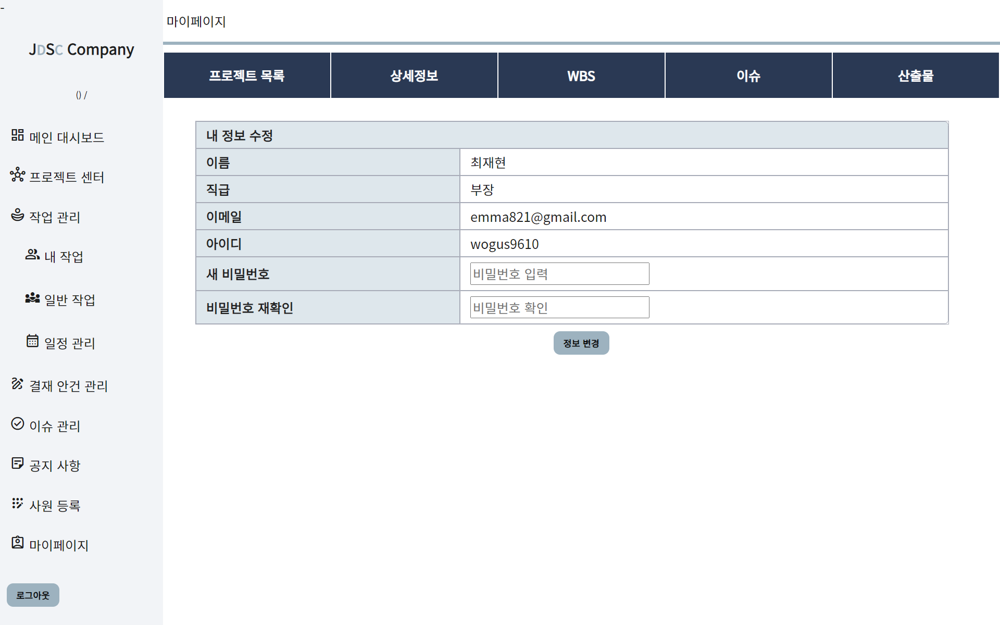 -
JDSC Company
() /
메인 대시보드
프로젝트 센터
작업 관리
내 작업
일반 작업
일정 관리
결재 안건 관리
이슈 관리
공지 사항
사원 등록
마이페이지
로그아웃
마이페이지
프로젝트 목록 상세정보 WBS 이슈 산출물
내 정보 수정
이름 최재현
직급 부장
이메일 emma821@gmail.com
아이디 wogus9610
새 비밀번호 비밀번호 입력
비밀번호 재확인 비밀번호 확인
정보 변경